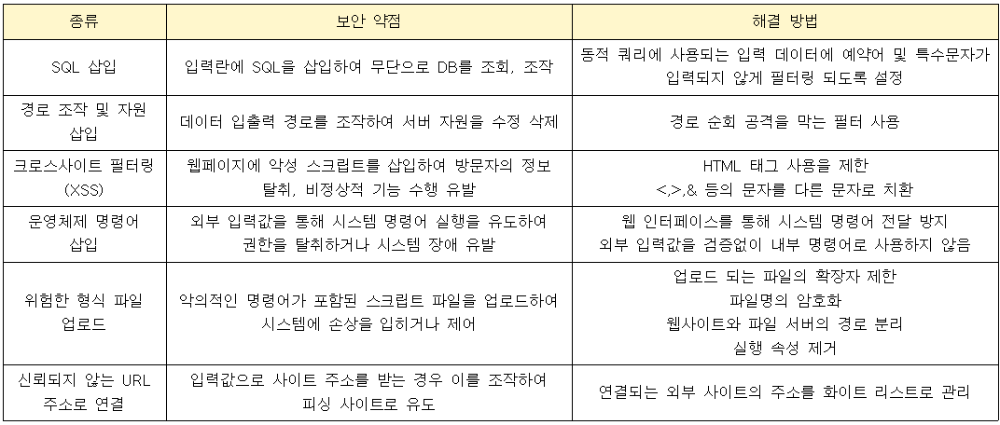 종류
보안 약점
해결 방법
SQL 삽입
입력란에 SQL을 삽입하여 무단으로 DB를 조회, 조작
동적 쿼리에 사용되는 입력 데이터에 예약어 및 특수문자가
입력되지 않게 필터링 되도록 설정
경로 조작 및 자원
삽입
데이터 입출력 경로를 조작하여 서버 자원을 수정 삭제
경로 순회 공격을 막는 필터 사용
크로스사이트 필터링
(XSS)
웹페이지에 악성 스크립트를 삽입하여 방문자의 정보
탈취, 비정상적 기능 수행 유발
HTML 태그 사용을 제한
<,>,& 등의 문자를 다른 문자로 치환
운영체제 명령어
삽입
외부 입력값을 통해 시스템 명령어 실행을 유도하여
권한을 탈취하거나 시스템 장애 유발
웹 인터페이스를 통해 시스템 명령어 전달 방지
외부 입력값을 검증없이 내부 명령어로 사용하지 않음
위험한 형식 파일
업로드
악의적인 명령어가 포함된 스크립트 파일을 업로드하여
시스템에 손상을 입히거나 제어
업로드 되는 파일의 확장자 제한
파일명의 암호화
웹사이트와 파일 서버의 경로 분리
실행 속성 제거
신뢰되지 않는 URL
주소로 연결
입력값으로 사이트 주소를 받는 경우 이를 조작하여
피싱 사이트로 유도
연결되는 외부 사이트의 주소를 화이트 리스트로 관리